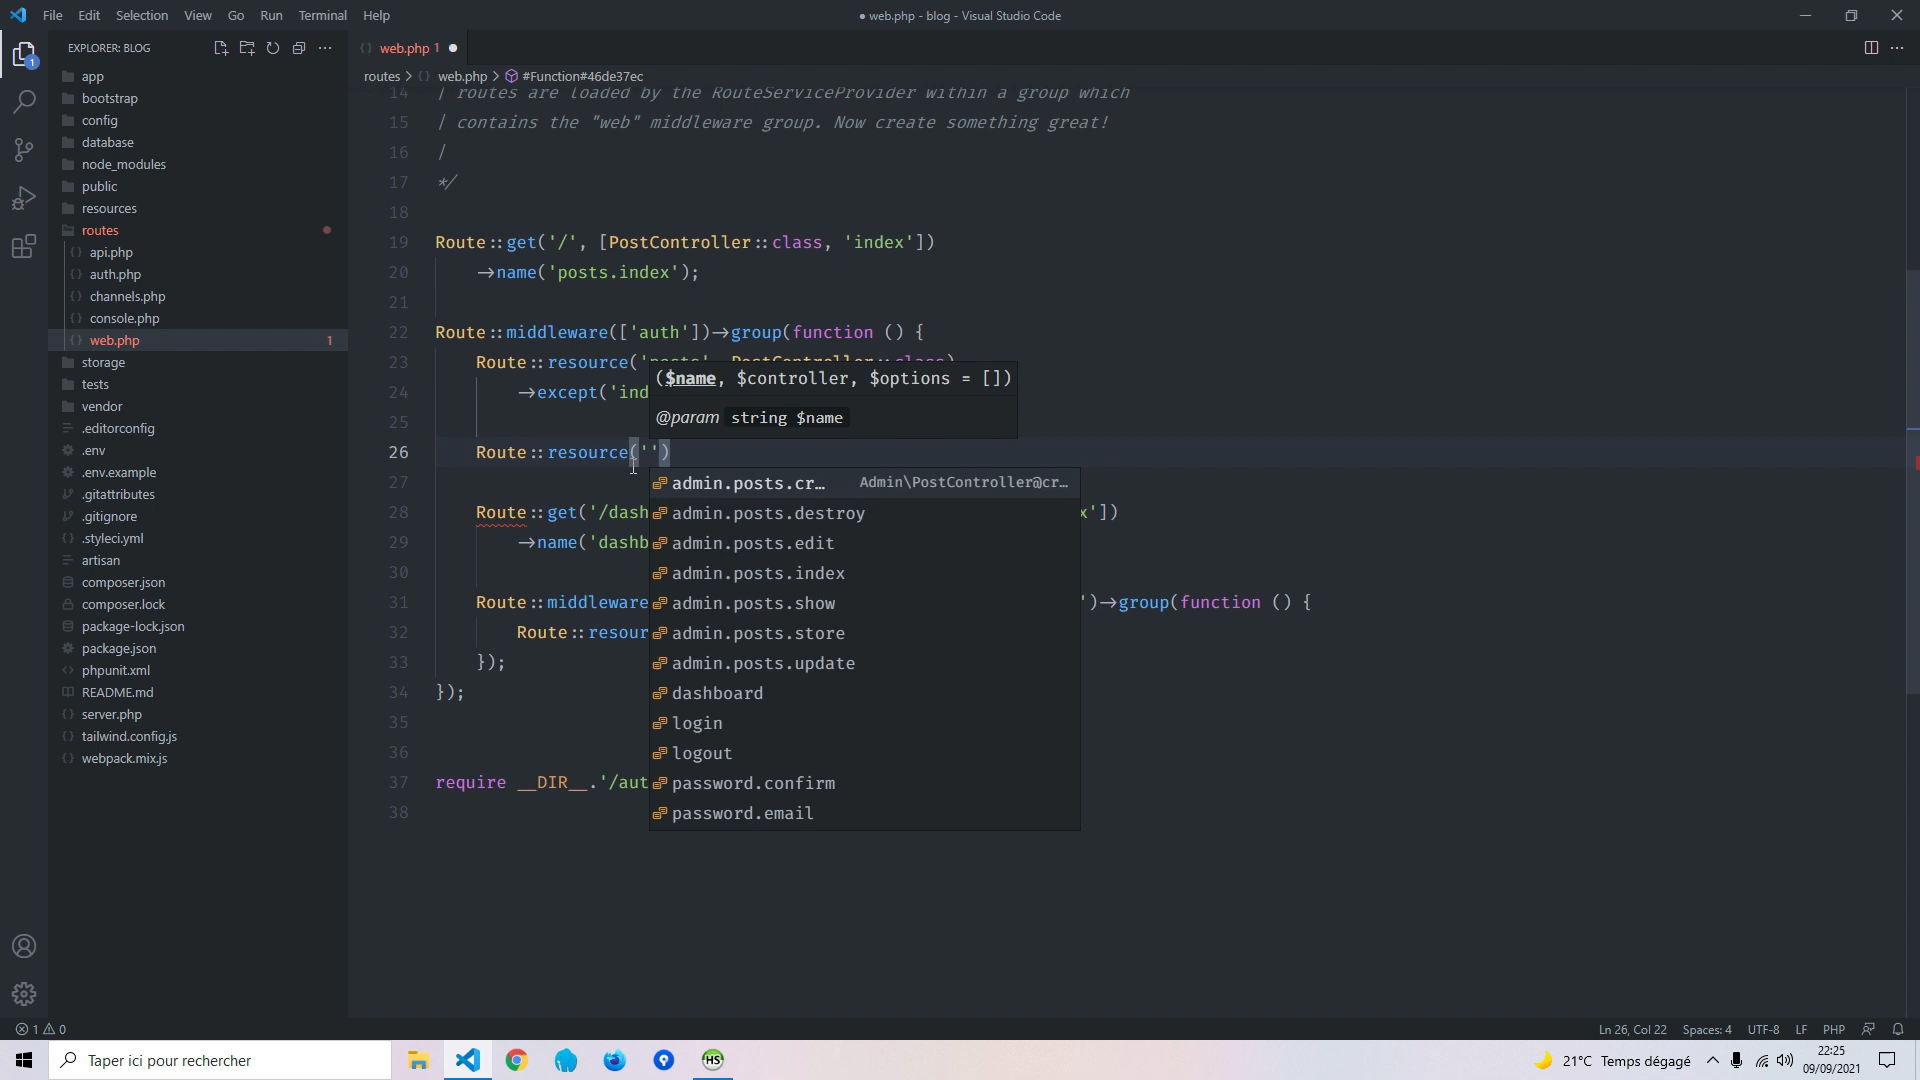 File Edit Selection View Go Run Terminal Help
● web.php - blog - Visual Studio Code
EXPLORER: BLOG
web.php 1
routes > web.php > #Function#46de37ec
app
bootstrap
config
database
node_modules
public
resources
routes
api.php
auth.php
channels.php
console.php
web.php 1
storage
tests
vendor
.editorconfig
.env
.env.example
.gitattributes
.gitignore
.styleci.yml
artisan
composer.json
composer.lock
package-lock.json
package.json
phpunit.xml
README.md
server.php
tailwind.config.js
webpack.mix.js
14 | routes are loaded by the RouteServiceProvider within a group which
15 | contains the "web" middleware group. Now create something great!
16 |
17 */
18
19 Route::get('/', [PostController::class, 'index'])
20 ->name('posts.index');
21
22 Route::middleware(['auth'])->group(function () {
23 Route::resource('posts', PostController::class)
24 ->except('ind
25
26 Route::resource('')
27
28 Route::get('/dash x'])
29 ->name('dashb
30
31 Route::middleware ')->group(function () {
32 Route::resour
33 });
34 });
35
36
37 require __DIR__.'/aut
38
($name, $controller, $options = [])
@param string $name
admin.posts.cr… Admin\PostController@cr…
admin.posts.destroy
admin.posts.edit
admin.posts.index
admin.posts.show
admin.posts.store
admin.posts.update
dashboard
login
logout
password.confirm
password.email
1
1 0
Ln 26, Col 22 Spaces: 4 UTF-8 LF PHP
Taper ici pour rechercher
HS
21°C Temps dégagé
22:25
09/09/2021